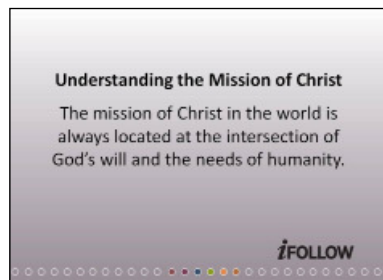 Understanding the Mission of Christ
The mission of Christ in the world is
always located at the intersection of
God's will and the needs of humanity.
iFOLLOW